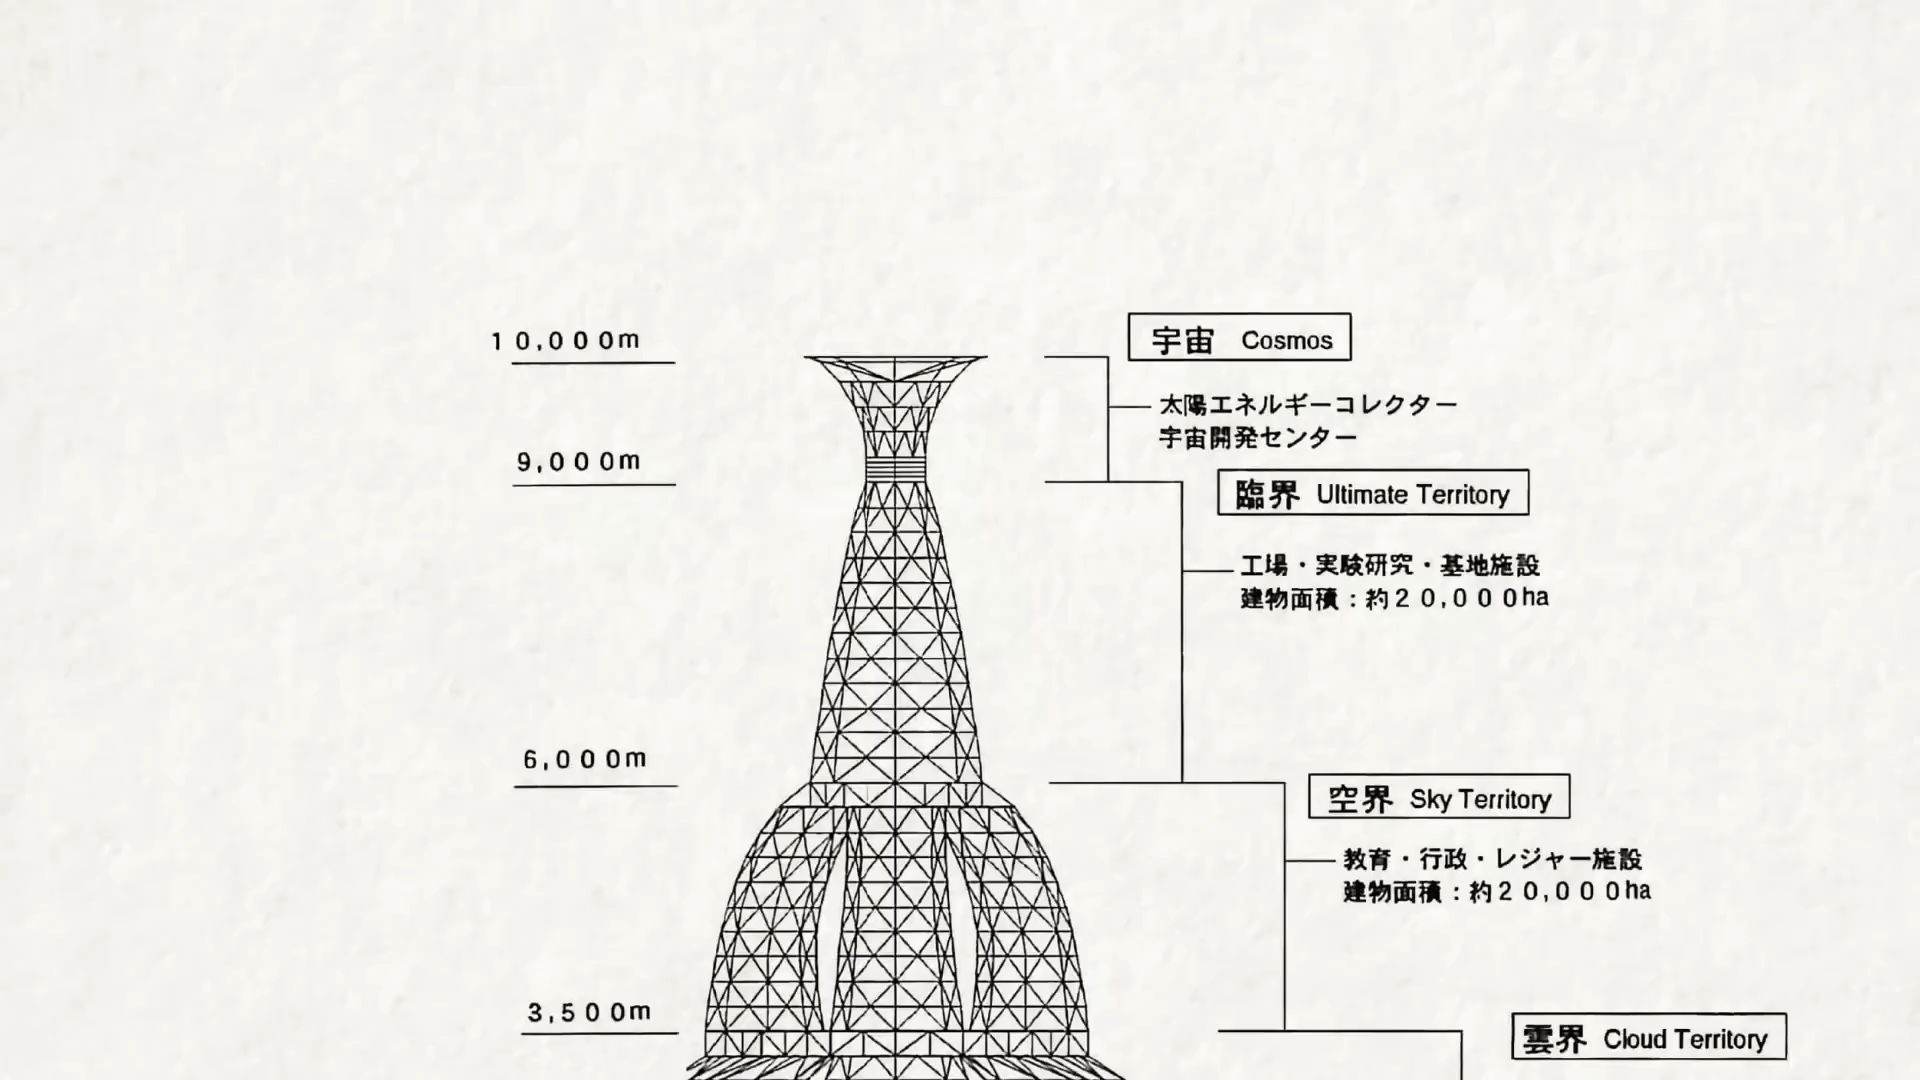 10,000m
宇宙 Cosmos
太陽エネルギーコレクター
宇宙開発センター
9,000m
臨界 Ultimate Territory
工場・実験研究・基地施設
建物面積：約20,000ha
6,000m
空界 Sky Territory
教育・行政・レジャー施設
建物面積：約20,000ha
3,500m
雲界 Cloud Territory